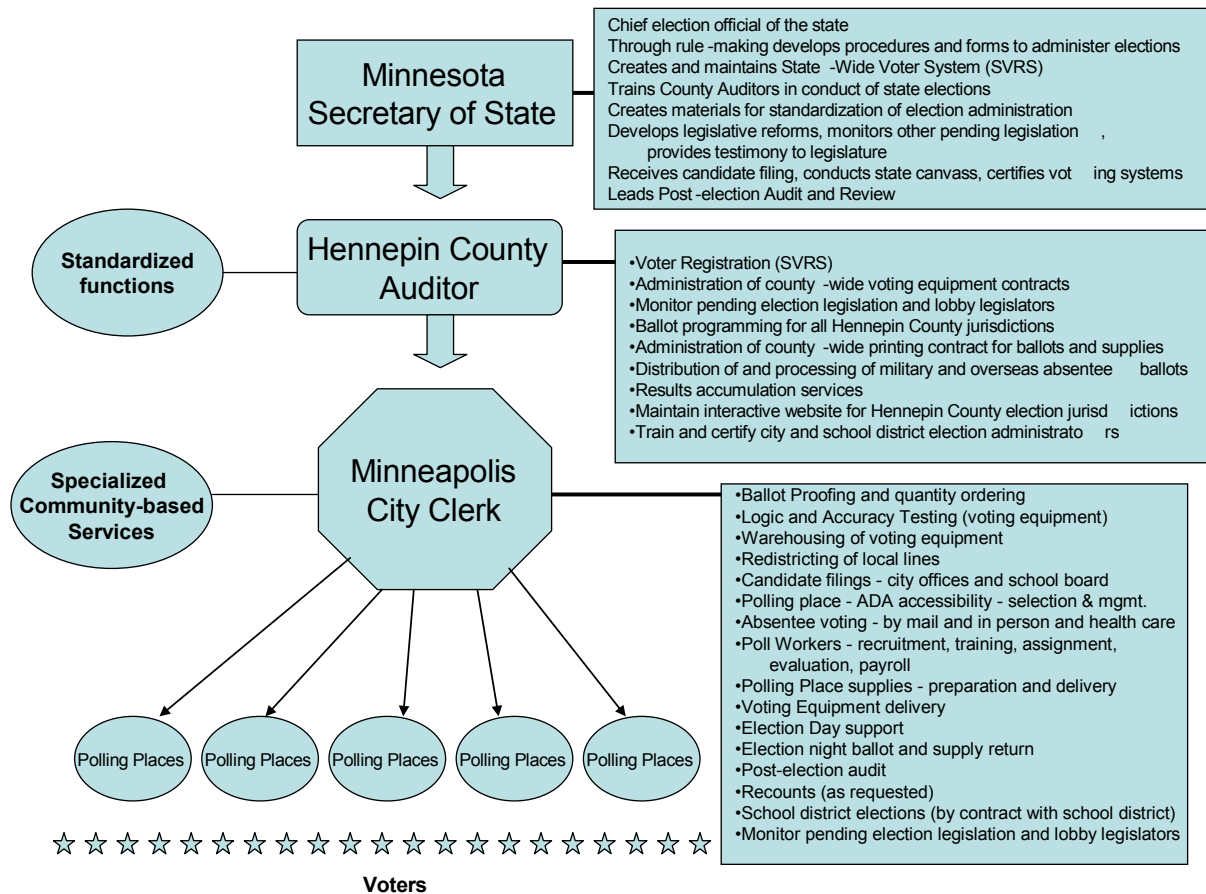 Minnesota
Secretary of State
Chief election official of the state
Through rule -making develops procedures and forms to administer elections
Creates and maintains State -Wide Voter System (SVRS)
Trains County Auditors in conduct of state elections
Creates materials for standardization of election administration
Develops legislative reforms, monitors other pending legislation ,
provides testimony to legislature
Receives candidate filing, conducts state canvass, certifies vot ing systems
Leads Post -election Audit and Review
Standardized
functions
Hennepin County
Auditor
•Voter Registration (SVRS)
•Administration of county -wide voting equipment contracts
•Monitor pending election legislation and lobby legislators
•Ballot programming for all Hennepin County jurisdictions
•Administration of county -wide printing contract for ballots and supplies
•Distribution of and processing of military and overseas absentee ballots
•Results accumulation services
•Maintain interactive website for Hennepin County election jurisd ictions
•Train and certify city and school district election administrato rs
Specialized
Community-based
Services
Minneapolis
City Clerk
•Ballot Proofing and quantity ordering
•Logic and Accuracy Testing (voting equipment)
•Warehousing of voting equipment
•Redistricting of local lines
•Candidate filings - city offices and school board
•Polling place - ADA accessibility - selection & mgmt.
•Absentee voting - by mail and in person and health care
•Poll Workers - recruitment, training, assignment,
evaluation, payroll
•Polling Place supplies - preparation and delivery
•Voting Equipment delivery
•Election Day support
•Election night ballot and supply return
•Post-election audit
•Recounts (as requested)
•School district elections (by contract with school district)
•Monitor pending election legislation and lobby legislators
Polling Places
Polling Places
Polling Places
Polling Places
Polling Places
Voters